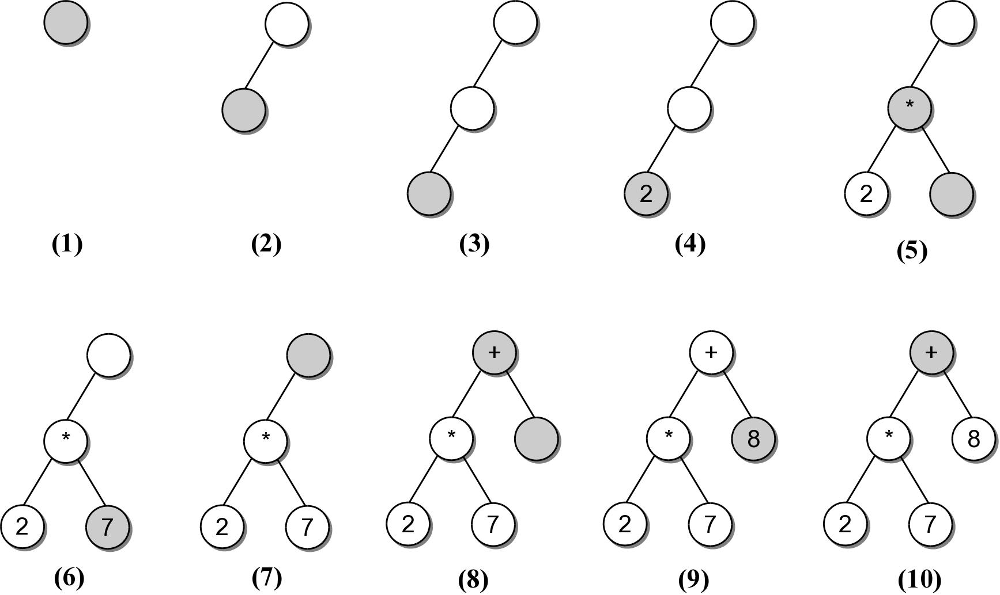 2
*
2
(1) (2) (3) (4) (5)
+ + +
* * * * 8 * 8
2 7 2 7 2 7 2 7 2 7
(6) (7) (8) (9) (10)